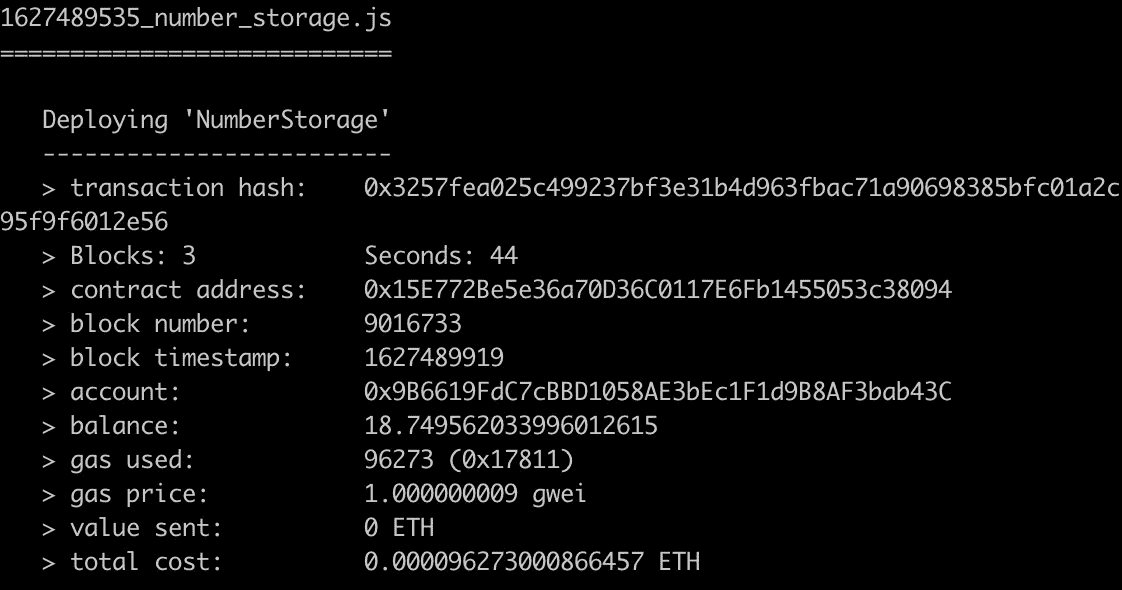 1627489535_number_storage.js
============================
Deploying 'NumberStorage'
-------------------------
> transaction hash:    0x3257fea025c499237bf3e31b4d963fbac71a90698385bfc01a2c
95f9f6012e56
> Blocks: 3            Seconds: 44
> contract address:    0x15E772Be5e36a70D36C0117E6Fb1455053c38094
> block number:        9016733
> block timestamp:     1627489919
> account:             0x9B6619FdC7cBBD1058AE3bEc1F1d9B8AF3bab43C
> balance:             18.749562033996012615
> gas used:            96273 (0x17811)
> gas price:           1.000000009 gwei
> value sent:          0 ETH
> total cost:          0.000096273000866457 ETH